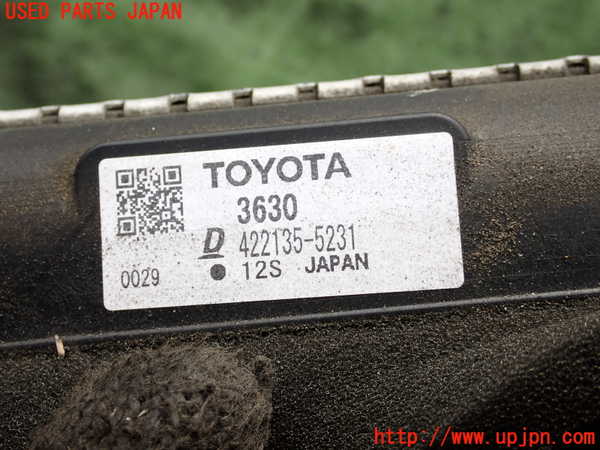 USED PARTS JAPAN
TOYOTA
3630
D 422135-5231
0029 ● 12S JAPAN
http://www.upjpn.com/